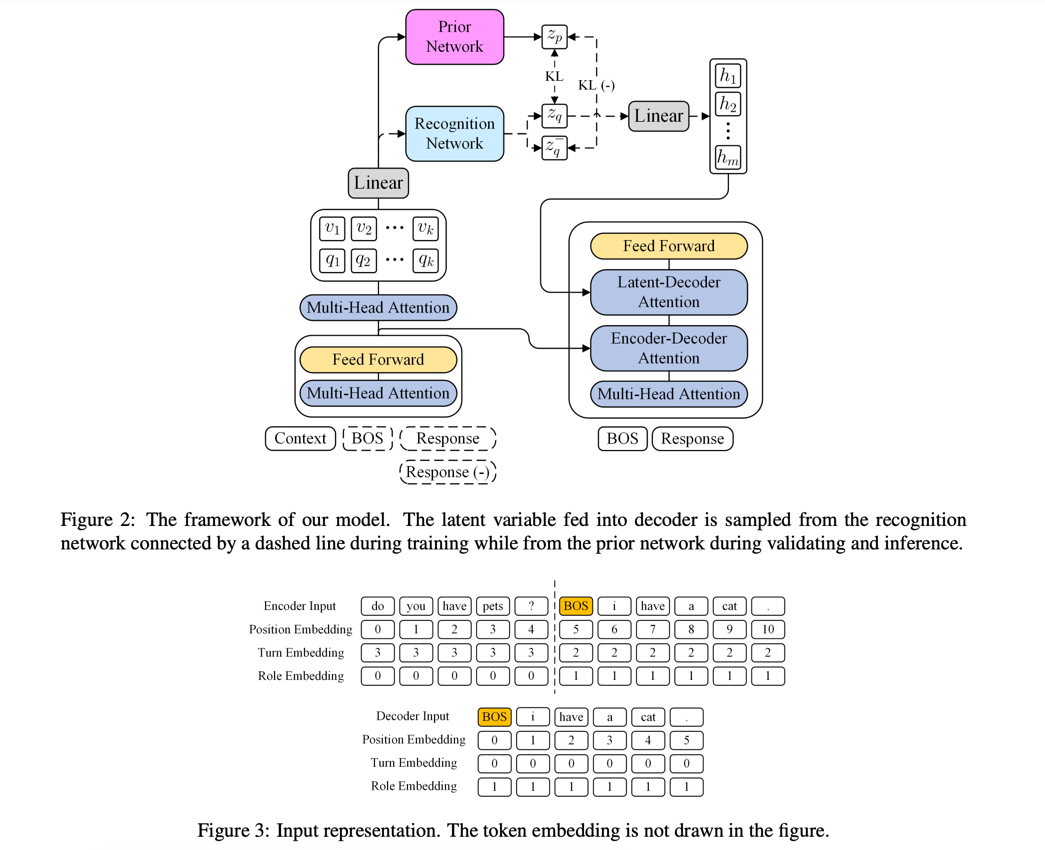 Prior
Network
z_p
KL
KL (-)
Recognition
Network
z_q
z_q^-
Linear
h_1
h_2
⋮
h_m
Linear
v_1 v_2 ··· v_k
q_1 q_2 ··· q_k
Multi-Head Attention
Feed Forward
Multi-Head Attention
Context BOS Response
Response (-)
Feed Forward
Latent-Decoder
Attention
Encoder-Decoder
Attention
Multi-Head Attention
BOS Response
Figure 2: The framework of our model. The latent variable fed into decoder is sampled from the recognition
network connected by a dashed line during training while from the prior network during validating and inference.
Encoder Input do you have pets ? BOS i have a cat .
Position Embedding 0 1 2 3 4 5 6 7 8 9 10
Turn Embedding 3 3 3 3 3 2 2 2 2 2 2
Role Embedding 0 0 0 0 0 1 1 1 1 1 1
Decoder Input BOS i have a cat .
Position Embedding 0 1 2 3 4 5
Turn Embedding 0 0 0 0 0 0
Role Embedding 1 1 1 1 1 1
Figure 3: Input representation. The token embedding is not drawn in the figure.